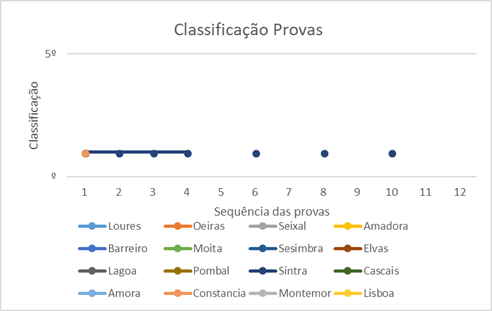 Classificação Provas
5º
Classificação
º
1 2 3 4 5 6 7 8 9 10 11 12
Sequência das provas
Loures Oeiras Seixal Amadora
Barreiro Moita Sesimbra Elvas
Lagoa Pombal Sintra Cascais
Amora Constancia Montemor Lisboa